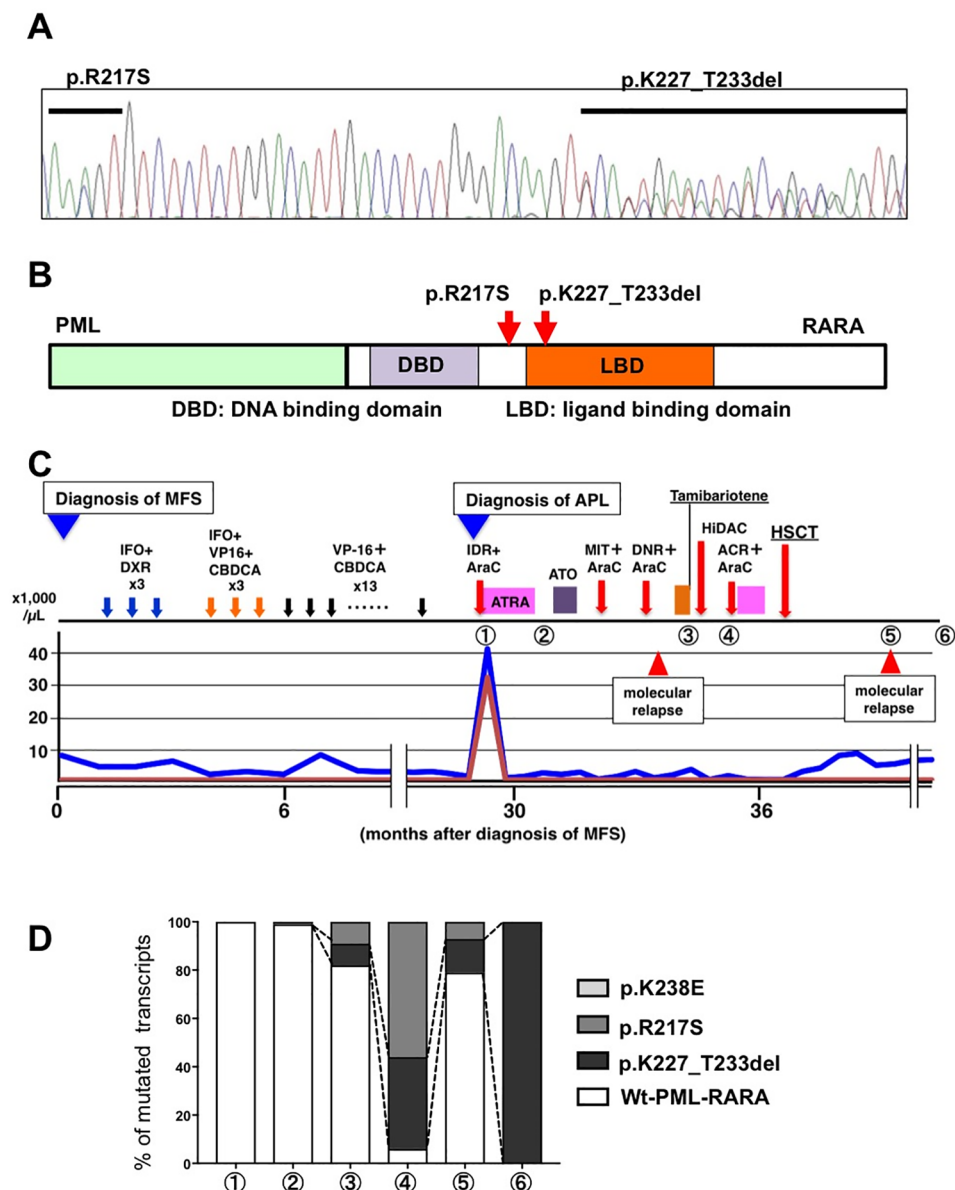 A
p.R217S
p.K227_T233del
B
p.R217S
p.K227_T233del
PML
RARA
DBD
LBD
DBD: DNA binding domain
LBD: ligand binding domain
C
Diagnosis of MFS
Diagnosis of APL
Tamibariotene
IFO+
DXR
x3
IFO+
VP16+
CBDCA
x3
VP-16+
CBDCA
x13
......
IDR+
AraC
ATRA
ATO
MIT+
AraC
DNR+
AraC
HiDAC
ACR+
AraC
HSCT
x1,000
/μL
① ② ③ ④ ⑤ ⑥
40
30
20
10
molecular
relapse
molecular
relapse
0 6 30 36
(months after diagnosis of MFS)
D
% of mutated transcripts
100
80
60
40
20
0
① ② ③ ④ ⑤ ⑥
p.K238E
p.R217S
p.K227_T233del
Wt-PML-RARA